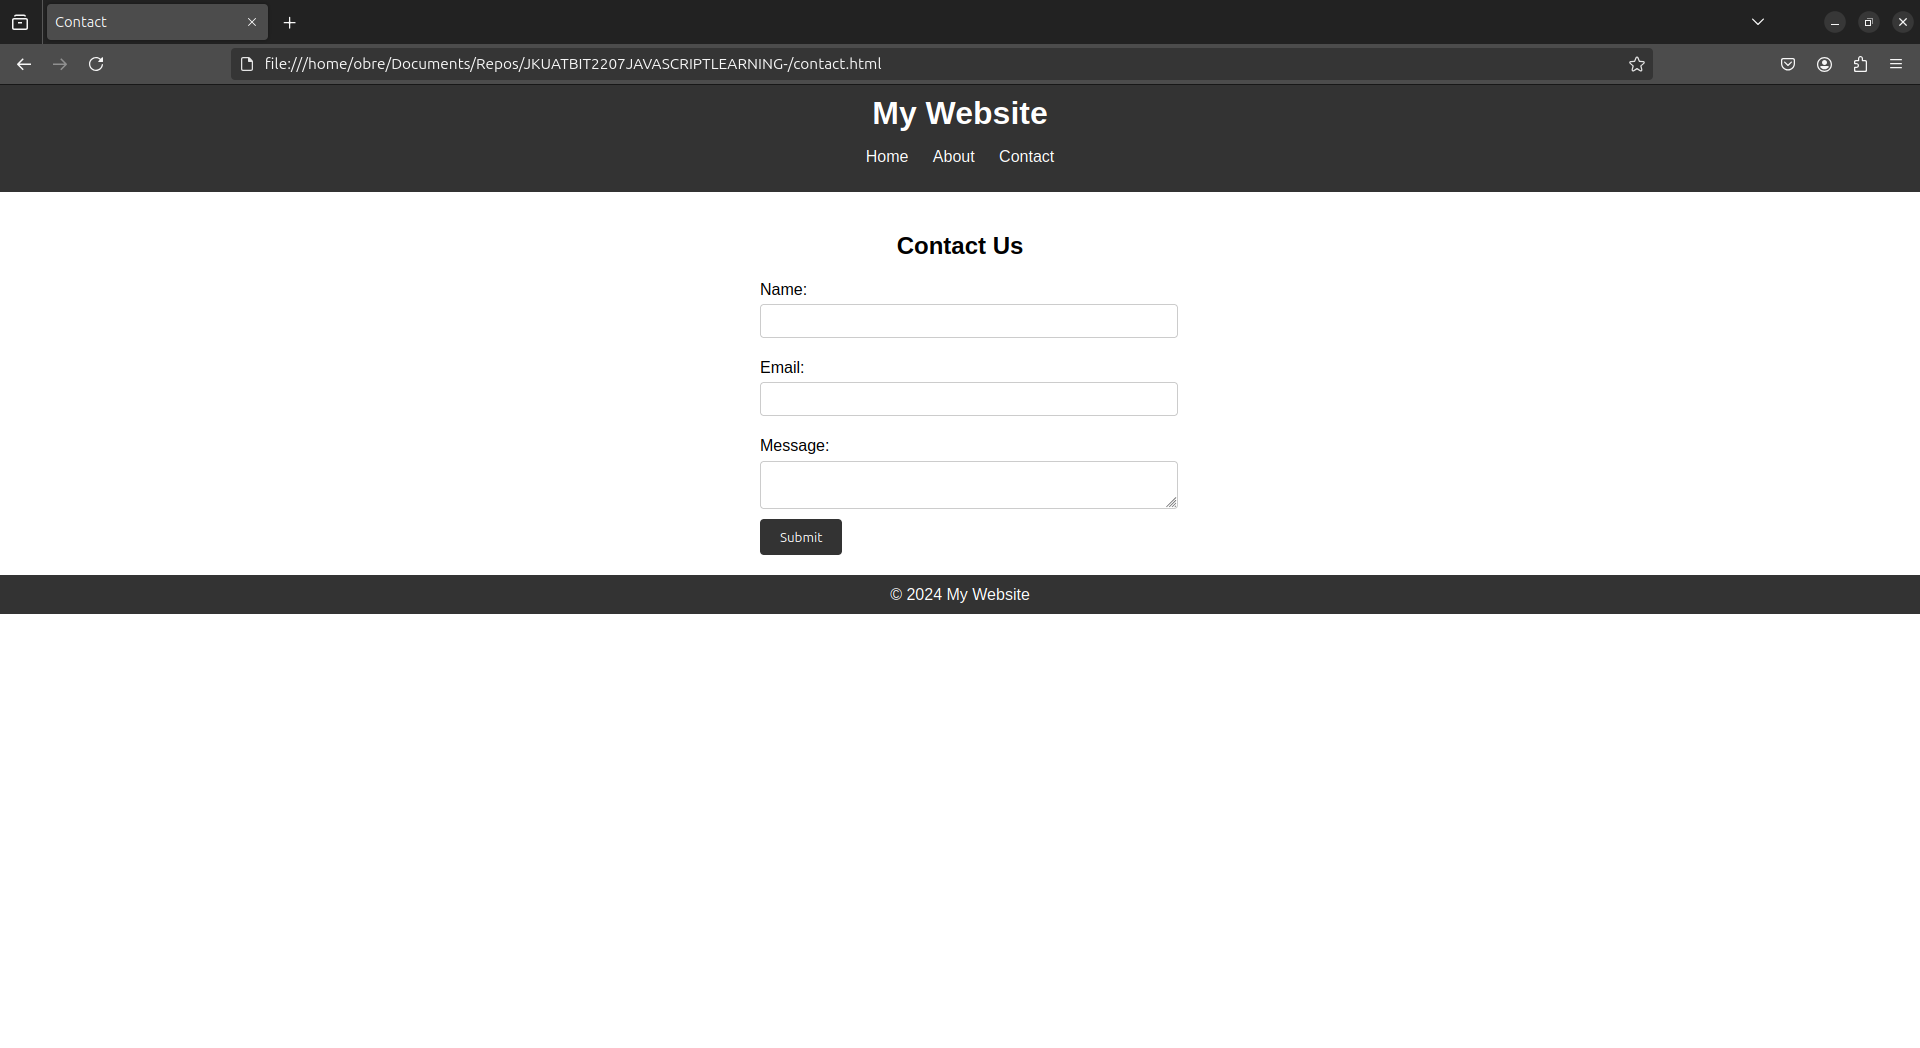 Contact
file:///home/obre/Documents/Repos/JKUATBIT2207JAVASCRIPTLEARNING-/contact.html
My Website
Home About Contact
Contact Us
Name:
Email:
Message:
Submit
© 2024 My Website